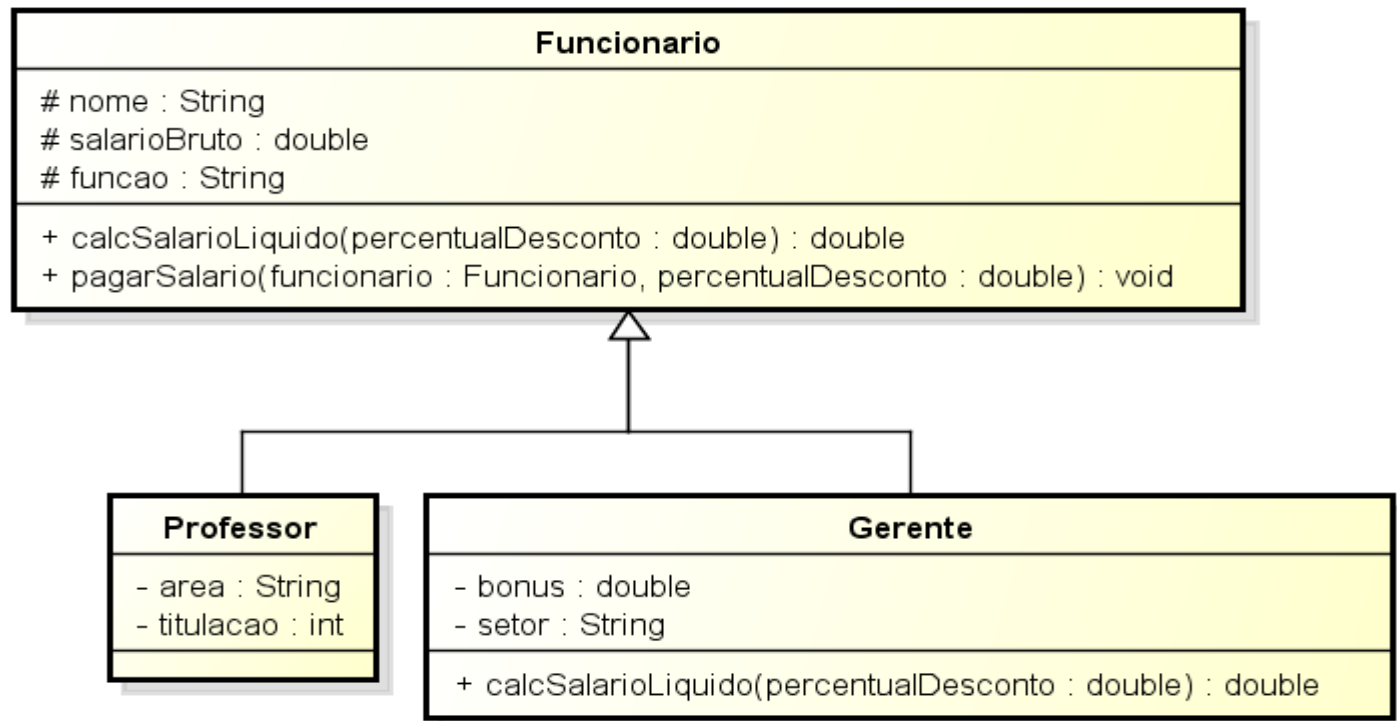 Funcionario
# nome : String
# salarioBruto : double
# funcao : String
+ calcSalarioLiquido(percentualDesconto : double) : double
+ pagarSalario(funcionario : Funcionario, percentualDesconto : double) : void
Professor
- area : String
- titulacao : int
Gerente
- bonus : double
- setor : String
+ calcSalarioLiquido(percentualDesconto : double) : double